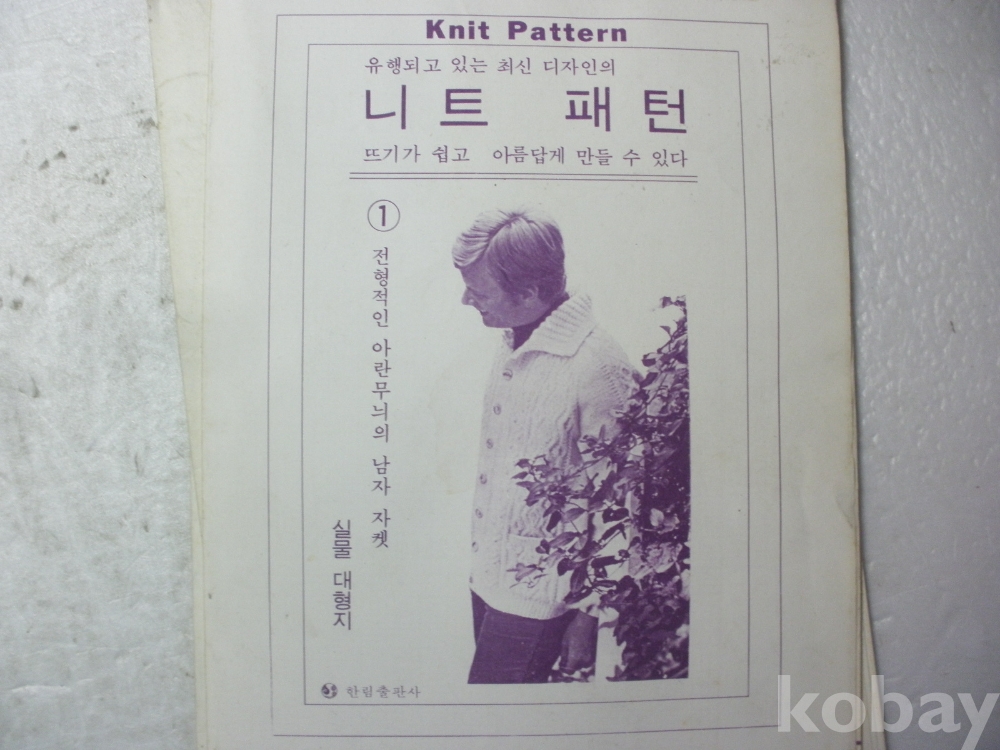 Knit Pattern
유행되고 있는 최신 디자인의
니트 패턴
뜨기가 쉽고 아름답게 만들 수 있다
①
전형적인 아란무늬의 남자 자켓
실물 대형지
한림출판사
kobay